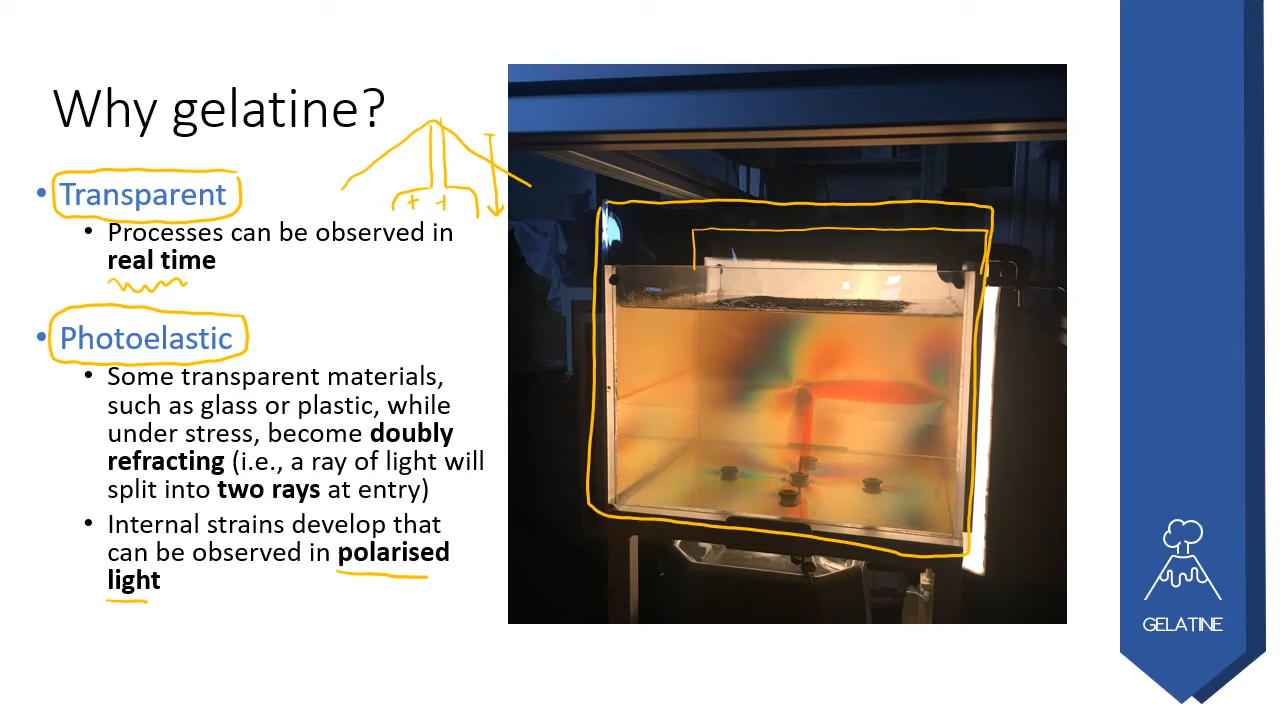 Why gelatine?
• Transparent
• Processes can be observed in
real time
• Photoelastic
• Some transparent materials,
such as glass or plastic, while
under stress, become doubly
refracting (i.e., a ray of light will
split into two rays at entry)
• Internal strains develop that
can be observed in polarised
light
+ +
GELATINE